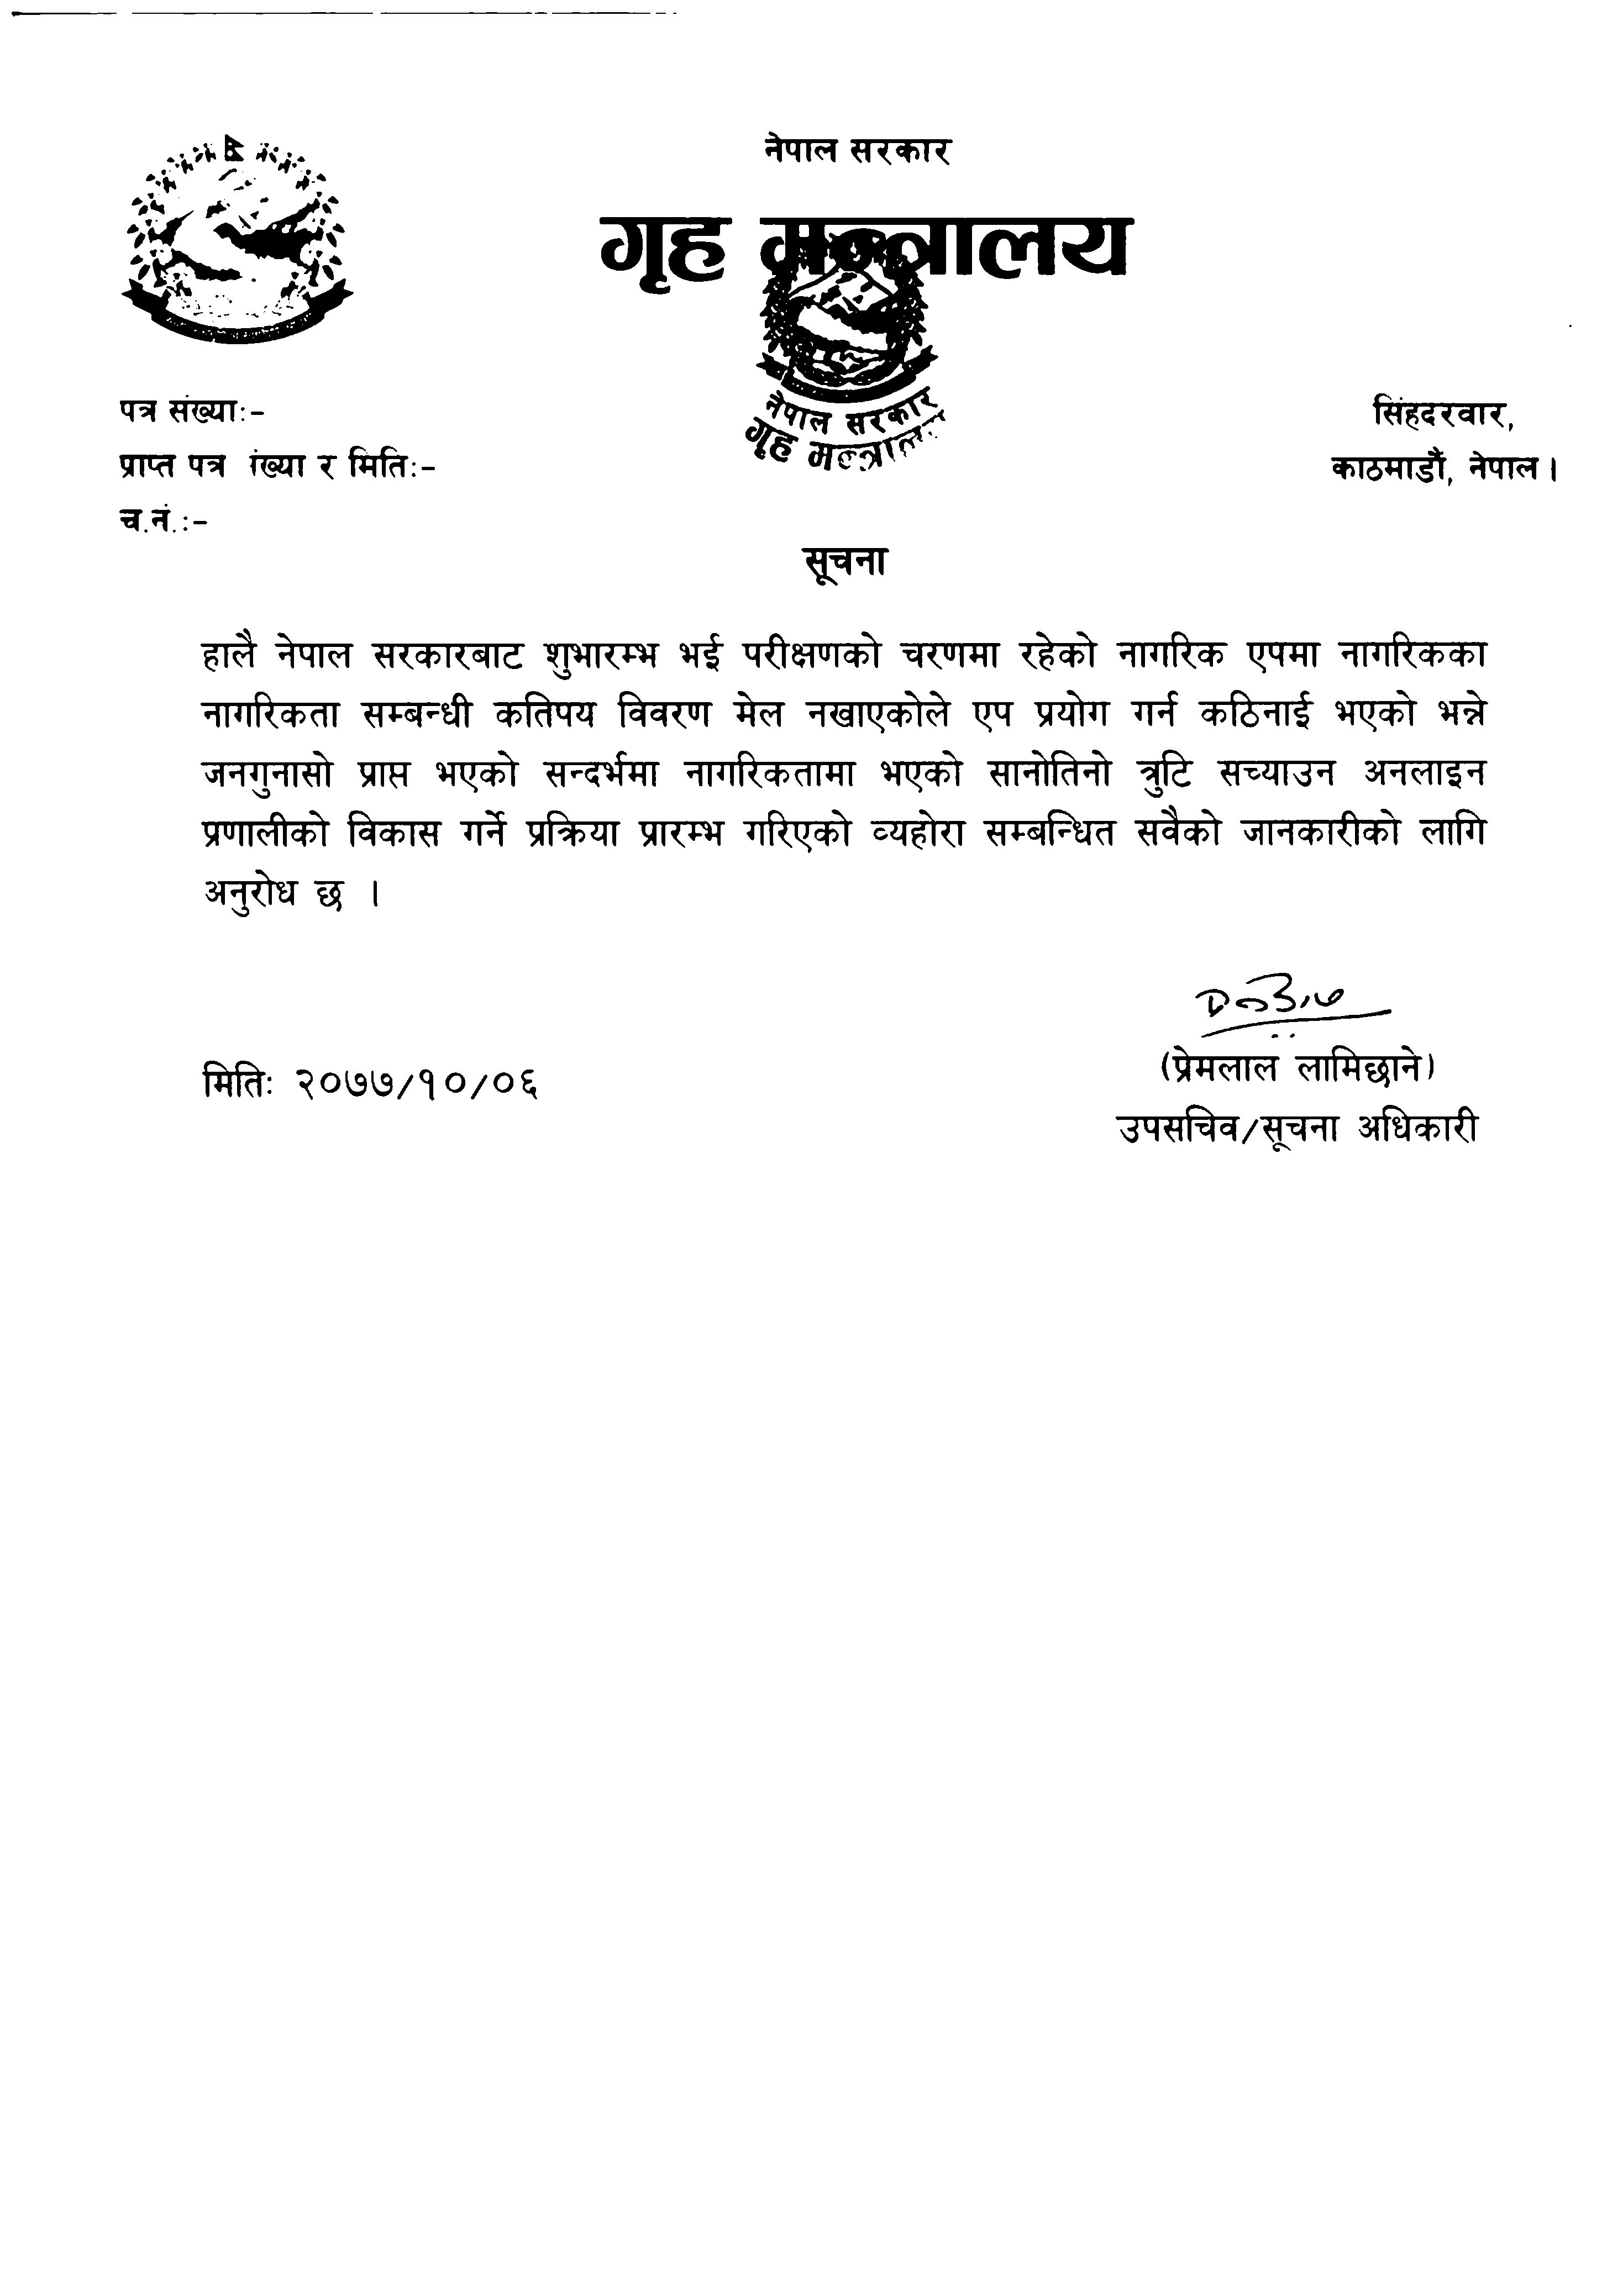 नेपाल सरकार
गृह मन्त्रालय
नेपाल सरकार
गृह मन्त्रालय
पत्र संख्याः-
प्राप्त पत्र ंख्या र मितिः-
च.नं.ः-
सिंहदरवार,
काठमाडौं, नेपाल।
सूचना
हालै नेपाल सरकारबाट शुभारम्भ भई परीक्षणको चरणमा रहेको नागरिक एपमा नागरिकका
नागरिकता सम्बन्धी कतिपय विवरण मेल नखाएकोले एप प्रयोग गर्न कठिनाई भएको भन्ने
जनगुनासो प्राप्त भएको सन्दर्भमा नागरिकतामा भएको सानोतिनो त्रुटि सच्याउन अनलाइन
प्रणालीको विकास गर्ने प्रक्रिया प्रारम्भ गरिएको व्यहोरा सम्बन्धित सवैको जानकारीको लागि
अनुरोध छ ।
मितिः २०७७/१०/०६
(प्रेमलाल लामिछाने)
उपसचिव/सूचना अधिकारी